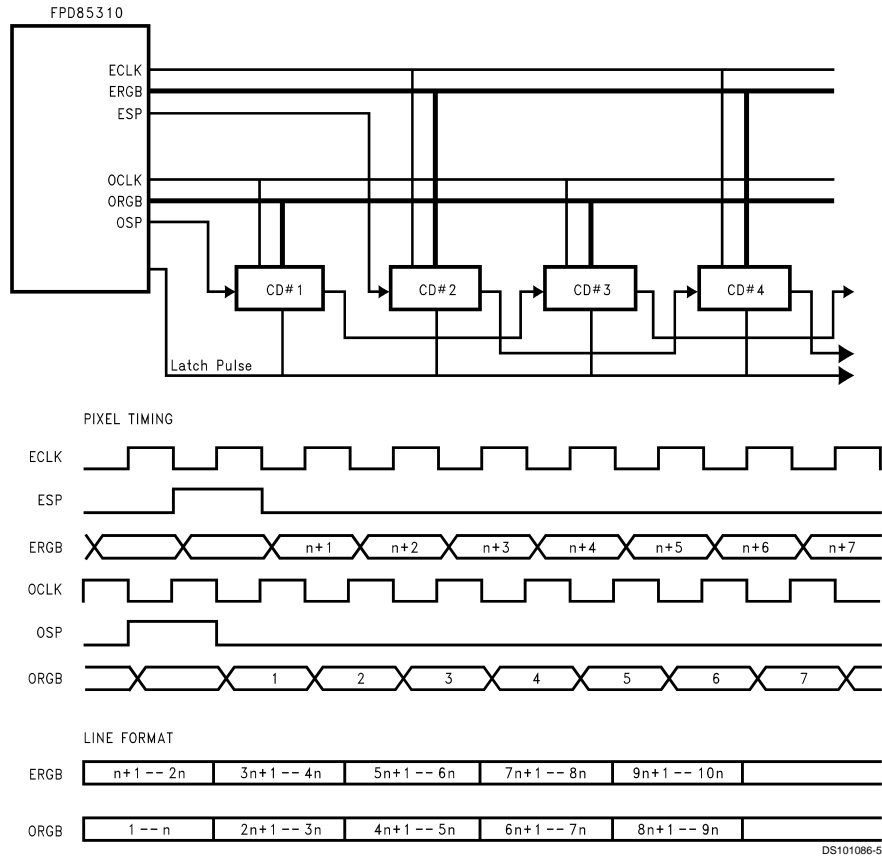 FPD85310
ECLK
ERGB
ESP
OCLK
ORGB
OSP
CD#1 CD#2 CD#3 CD#4
Latch Pulse
PIXEL TIMING
ECLK
ESP
ERGB n+1 n+2 n+3 n+4 n+5 n+6 n+7
OCLK
OSP
ORGB 1 2 3 4 5 6 7
LINE FORMAT
ERGB n+1 -- 2n 3n+1 -- 4n 5n+1 -- 6n 7n+1 -- 8n 9n+1 -- 10n
ORGB 1 -- n 2n+1 -- 3n 4n+1 -- 5n 6n+1 -- 7n 8n+1 -- 9n
DS101086-5